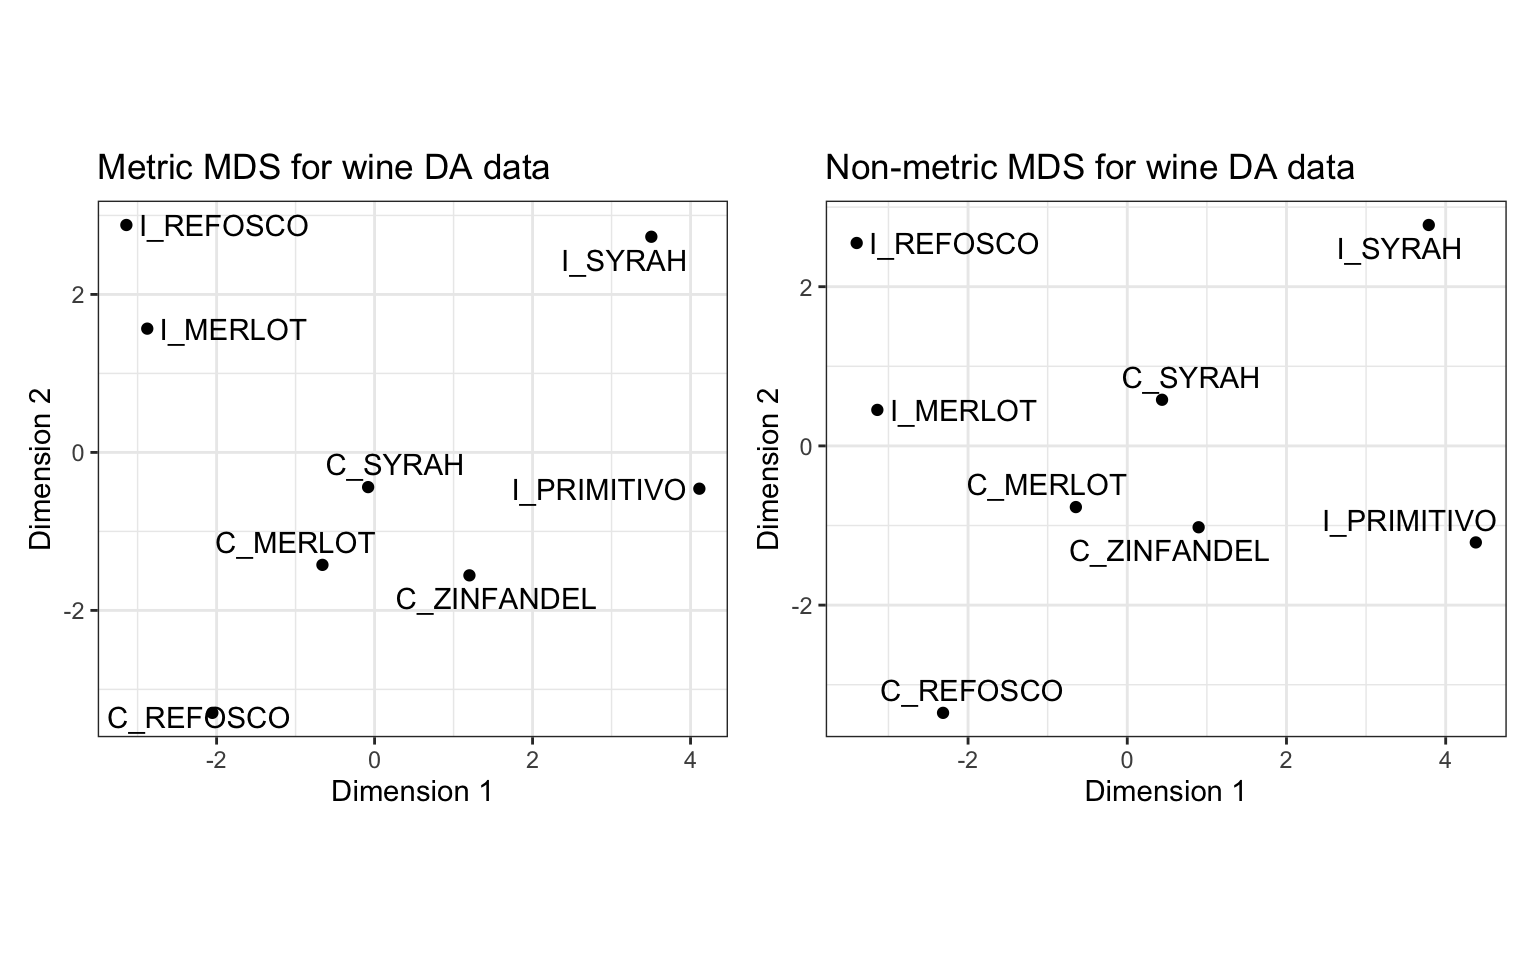 Metric MDS for wine DA data
I_REFOSCO
I_SYRAH
2
I_MERLOT
Dimension 2
0
C_SYRAH
I_PRIMITIVO
C_MERLOT
C_ZINFANDEL
-2
C_REFOSCO
-2
0
2
4
Dimension 1
Non-metric MDS for wine DA data
I_REFOSCO
I_SYRAH
2
C_SYRAH
I_MERLOT
Dimension 2
0
C_MERLOT
I_PRIMITIVO
C_ZINFANDEL
-2
C_REFOSCO
-2
0
2
4
Dimension 1